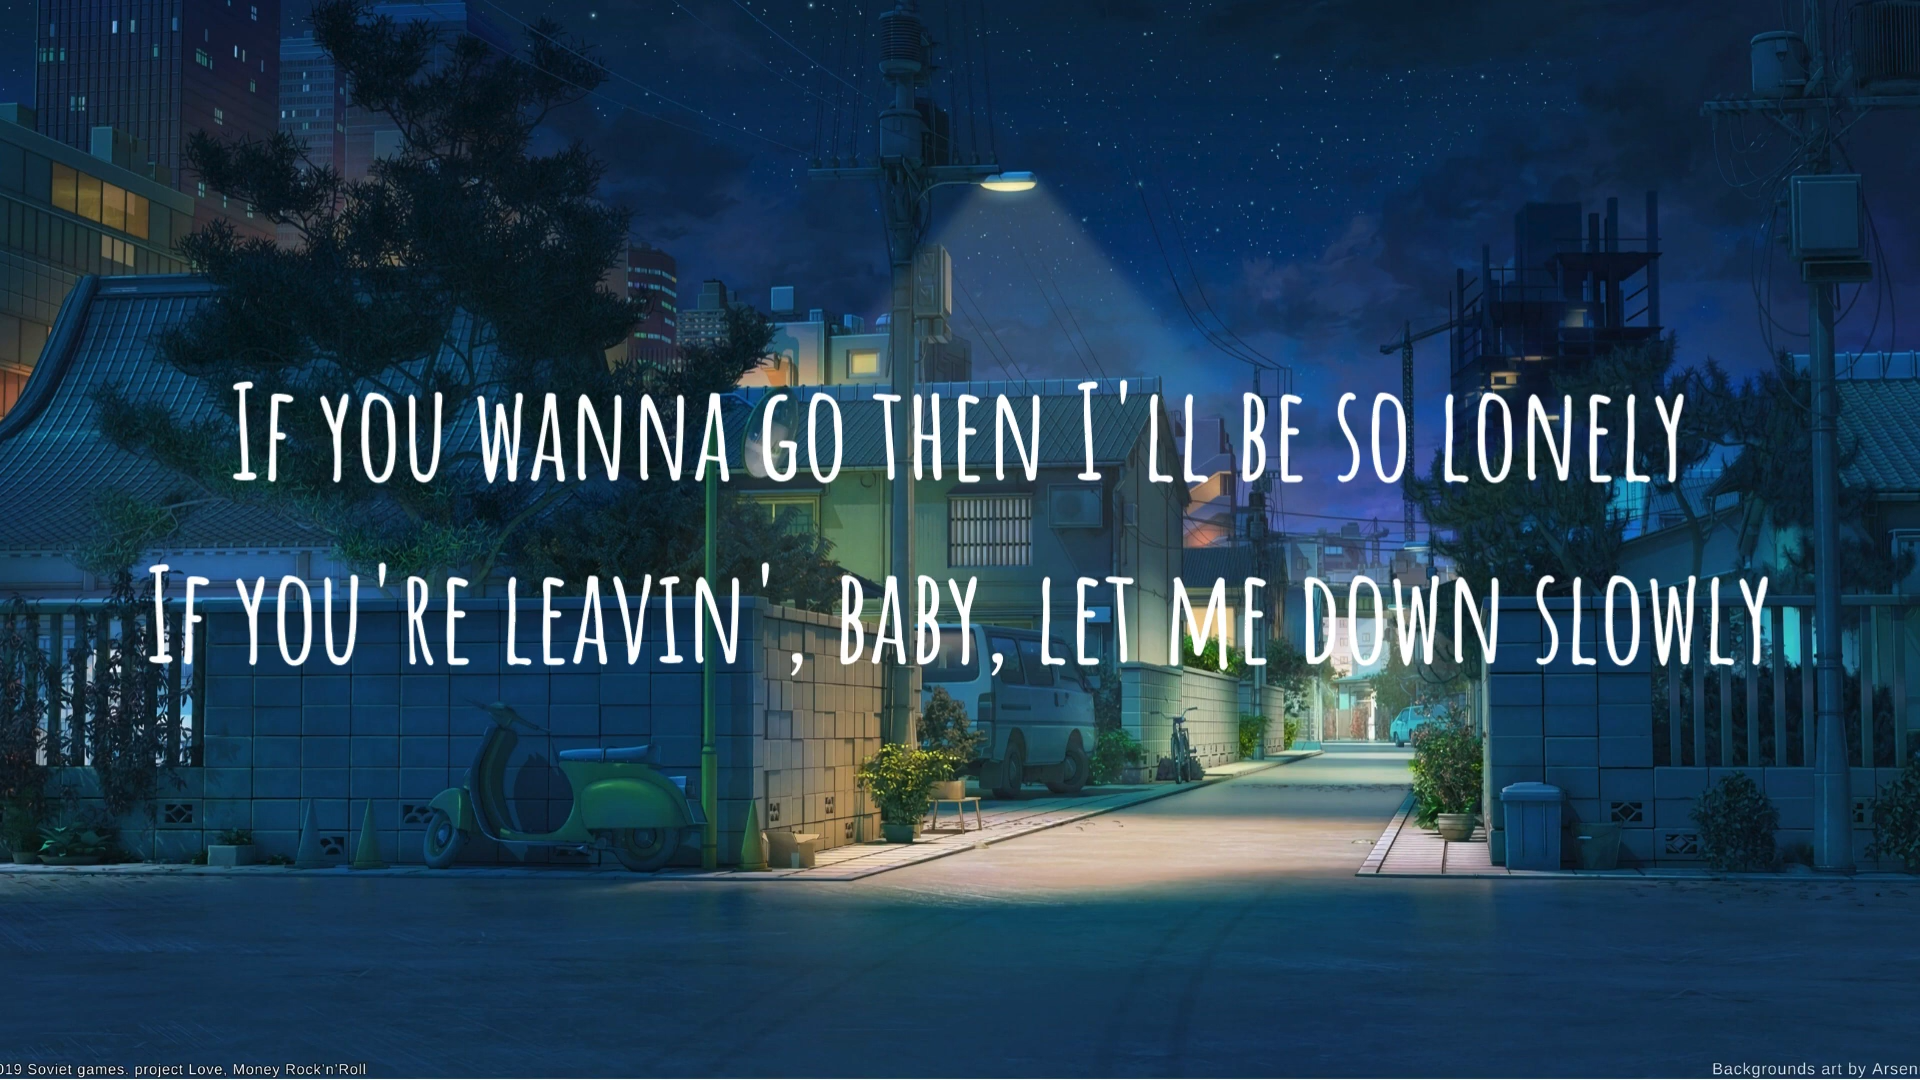 If you wanna go then I'll be so lonely
If you're leavin', baby, let me down slowly
019 Soviet games. project Love, Money Rock'n'Roll
Backgrounds art by Arsen